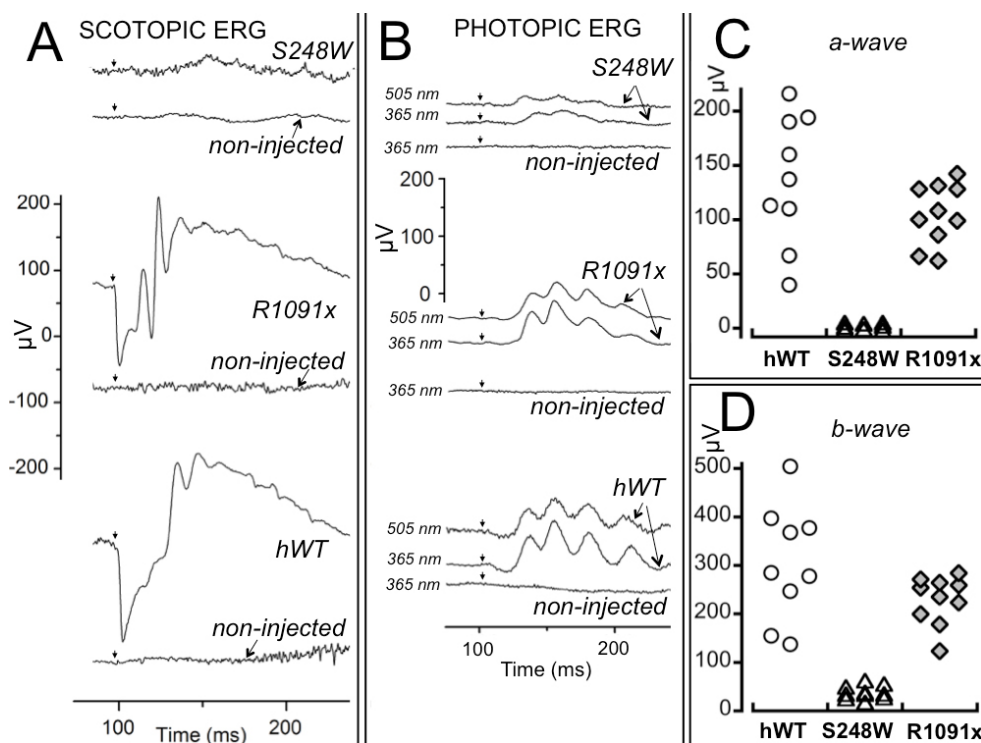 A
SCOTOPIC ERG
S248W
non-injected
200
100
0
-100
-200
µV
R1091x
non-injected
hWT
non-injected
100
200
Time (ms)
B
PHOTOPIC ERG
S248W
505 nm
365 nm
365 nm
non-injected
200
100
0
µV
R1091x
505 nm
365 nm
365 nm
non-injected
hWT
505 nm
365 nm
365 nm
non-injected
100
200
Time (ms)
C
a-wave
µV
200
150
100
50
0
hWT S248W R1091x
D
b-wave
µV
500
400
300
200
100
0
hWT S248W R1091x